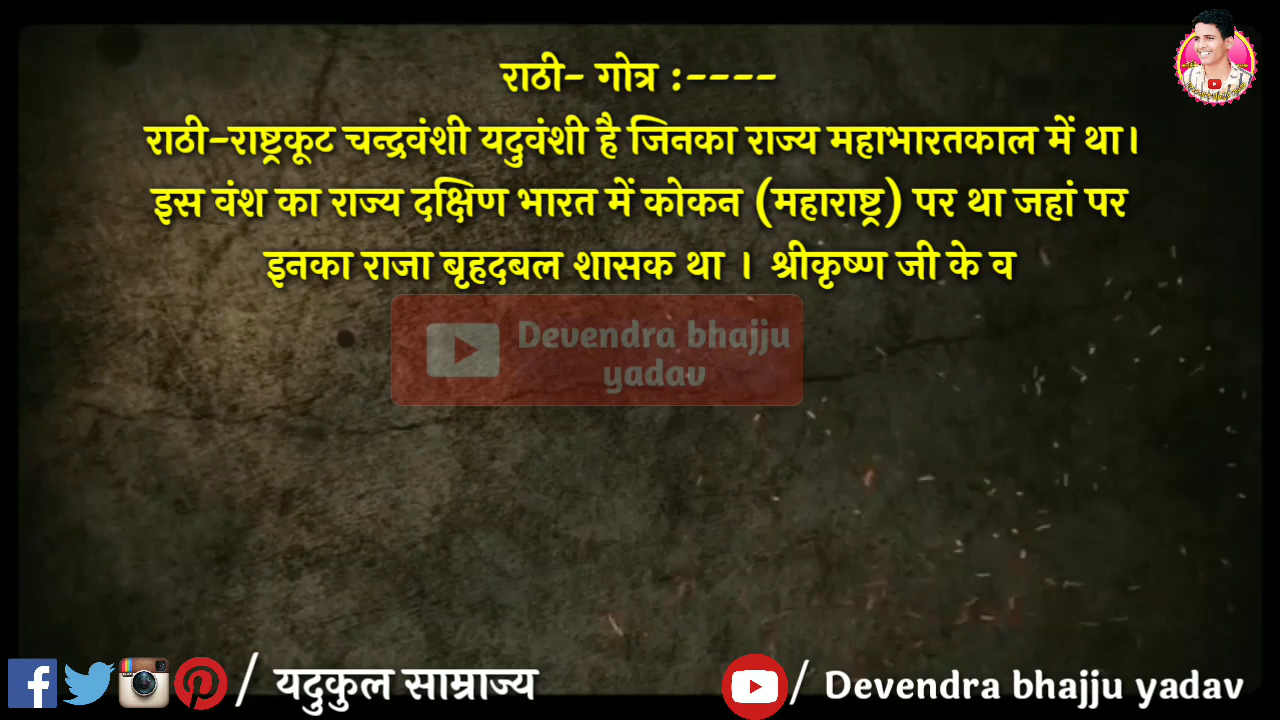 राठी- गोत्र :----
राठी-राष्ट्रकूट चन्द्रवंशी यदुवंशी है जिनका राज्य महाभारतकाल में था।
इस वंश का राज्य दक्षिण भारत में कोकन (महाराष्ट्र) पर था जहां पर
इनका राजा बृहदबल शासक था । श्रीकृष्ण जी के व
Devendra bhajju
yadav
/ यदुकुल साम्राज्य
/ Devendra bhajju yadav